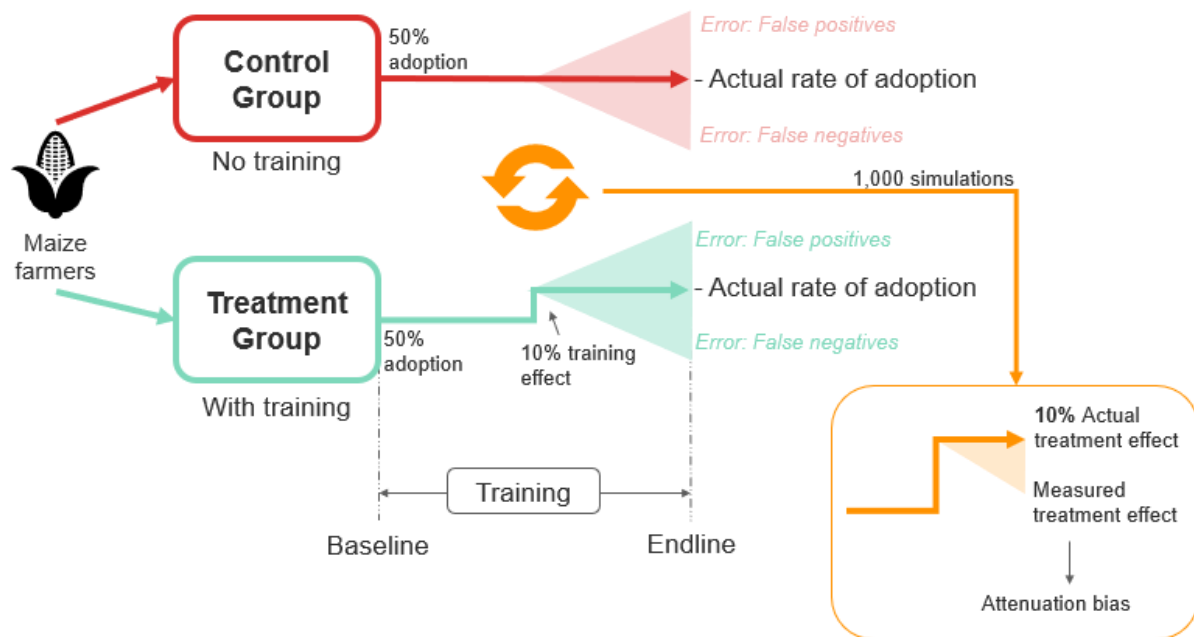 Control
Group
No training
50%
adoption
Error: False positives
- Actual rate of adoption
Error: False negatives
1,000 simulations
Maize
farmers
Treatment
Group
With training
50%
adoption
10% training
effect
Error: False positives
- Actual rate of adoption
Error: False negatives
Training
Baseline
Endline
10% Actual
treatment effect
Measured
treatment effect
Attenuation bias